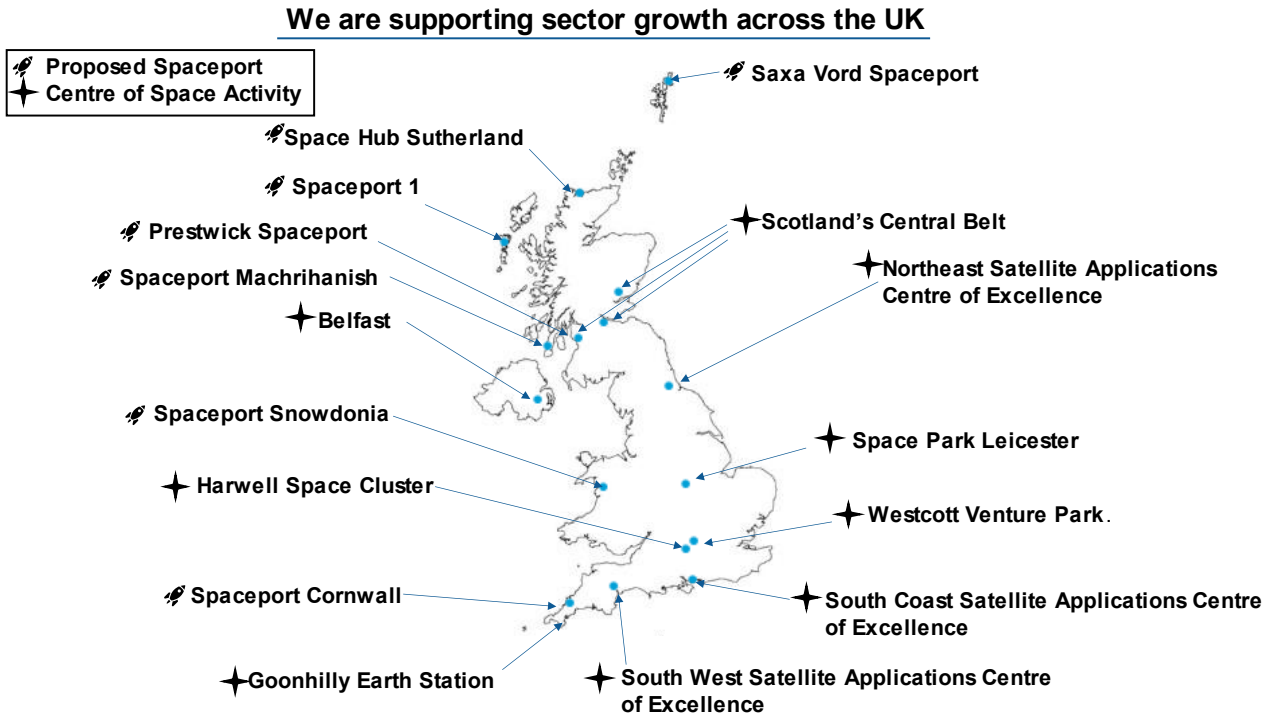 We are supporting sector growth across the UK
Proposed Spaceport
Centre of Space Activity
Saxa Vord Spaceport
Space Hub Sutherland
Spaceport 1
Prestwick Spaceport
Scotland's Central Belt
Spaceport Machrihanish
Northeast Satellite Applications
Centre of Excellence
Belfast
Spaceport Snowdonia
Space Park Leicester
Harwell Space Cluster
Westcott Venture Park.
Spaceport Cornwall
South Coast Satellite Applications Centre
of Excellence
Goonhilly Earth Station
South West Satellite Applications Centre
of Excellence